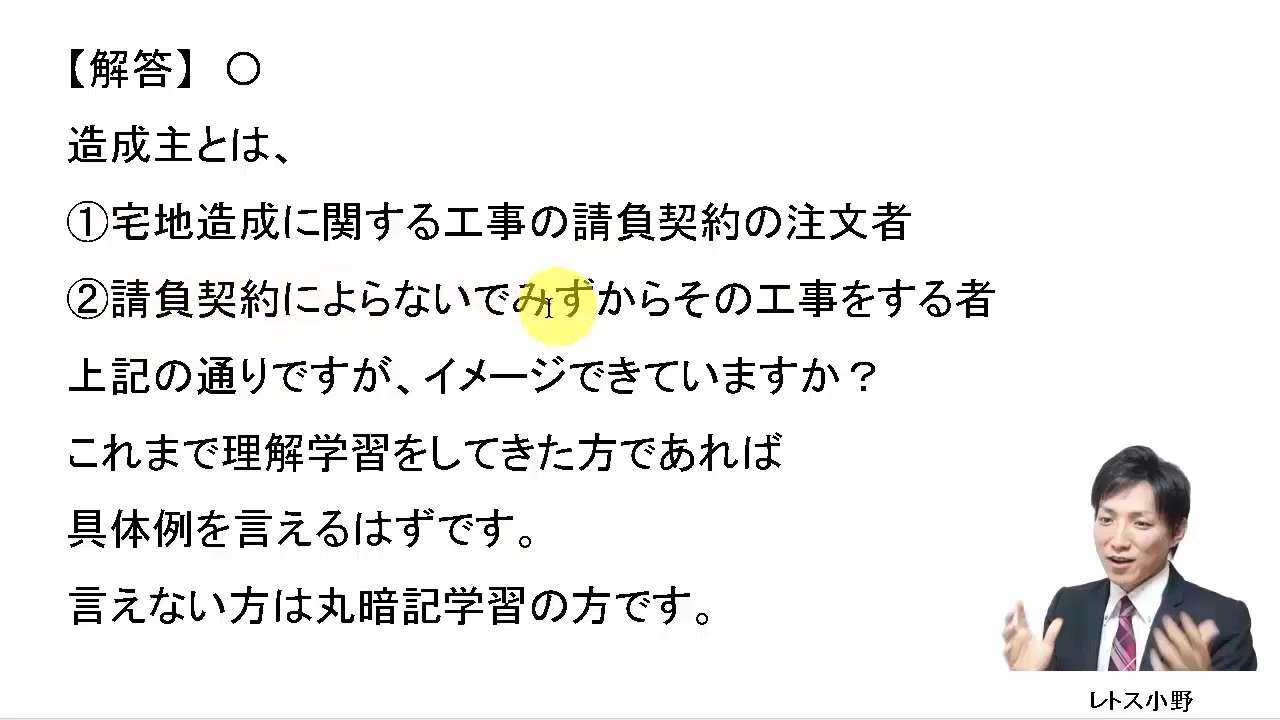 【解答】 〇
造成主とは、
①宅地造成に関する工事の請負契約の注文者
②請負契約によらないでみずからその工事をする者
上記の通りですが、イメージできていますか？
これまで理解学習をしてきた方であれば
具体例を言えるはずです。
言えない方は丸暗記学習の方です。
レトス小野